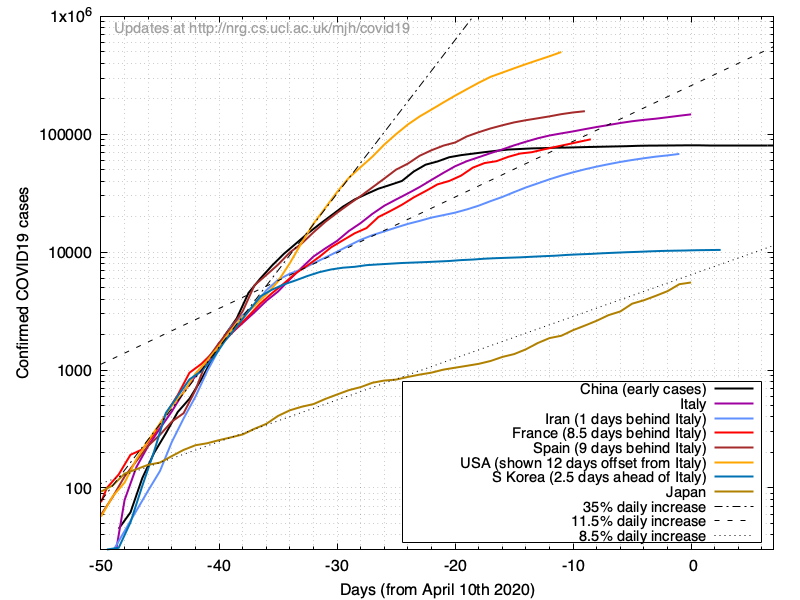 1x10⁶
Updates at http://nrg.cs.ucl.ac.uk/mjh/covid19
100000
10000
1000
100
Confirmed COVID19 cases
China (early cases)
Italy
Iran (1 days behind Italy)
France (8.5 days behind Italy)
Spain (9 days behind Italy)
USA (shown 12 days offset from Italy)
S Korea (2.5 days ahead of Italy)
Japan
35% daily increase
11.5% daily increase
8.5% daily increase
-50 -40 -30 -20 -10 0
Days (from April 10th 2020)